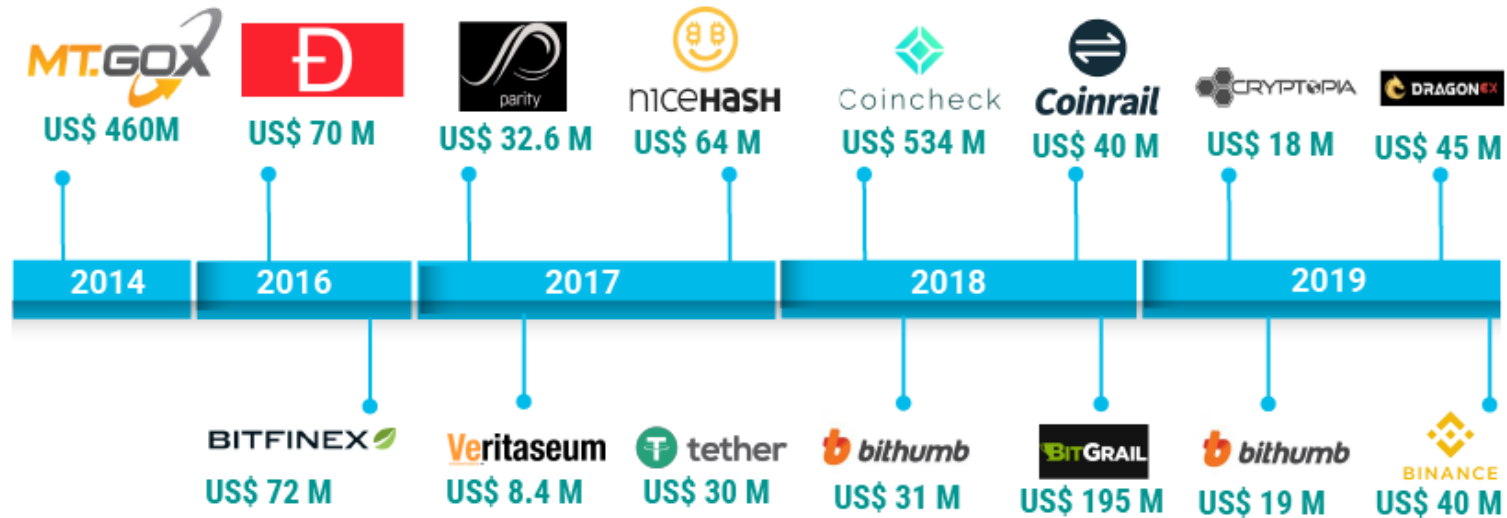 MT.GOX
US$ 460M
Đ
US$ 70 M
parity
US$ 32.6 M
nıceHasH
US$ 64 M
Coincheck
US$ 534 M
Coinrail
US$ 40 M
CRYPTOPIA
US$ 18 M
DRAGONEX
US$ 45 M
2014
2016
2017
2018
2019
BITFINEX
US$ 72 M
Veritaseum
US$ 8.4 M
tether
US$ 30 M
bithumb
US$ 31 M
BITGRAIL
US$ 195 M
bithumb
US$ 19 M
BINANCE
US$ 40 M